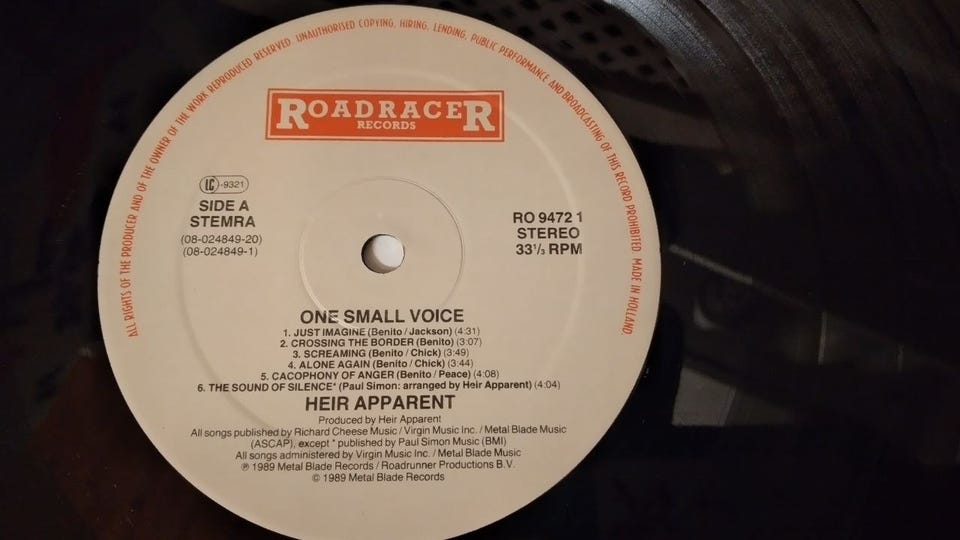 ALL RIGHTS OF THE PRODUCER AND OF THE OWNER OF THE WORK REPRODUCED RESERVED. UNAUTHORISED COPYING, HIRING, LENDING, PUBLIC PERFORMANCE AND BROADCASTING OF THIS RECORD PROHIBITED. MADE IN HOLLAND.
ROADRACER
RECORDS
LC-9321
SIDE A
STEMRA
(08-024849-20)
(08-024849-1)
RO 9472 1
STEREO
33⅓ RPM
ONE SMALL VOICE
1. JUST IMAGINE (Benito / Jackson) (4:31)
2. CROSSING THE BORDER (Benito) (3:07)
3. SCREAMING (Benito / Chick) (3:49)
4. ALONE AGAIN (Benito / Chick) (3:44)
5. CACOPHONY OF ANGER (Benito / Peace) (4:08)
6. THE SOUND OF SILENCE* (Paul Simon: arranged by Heir Apparent) (4:04)
HEIR APPARENT
Produced by Heir Apparent
All songs published by Richard Cheese Music / Virgin Music Inc. / Metal Blade Music
(ASCAP), except * published by Paul Simon Music (BMI)
All songs administered by Virgin Music Inc. / Metal Blade Music
℗ 1989 Metal Blade Records / Roadrunner Productions B.V.
© 1989 Metal Blade Records